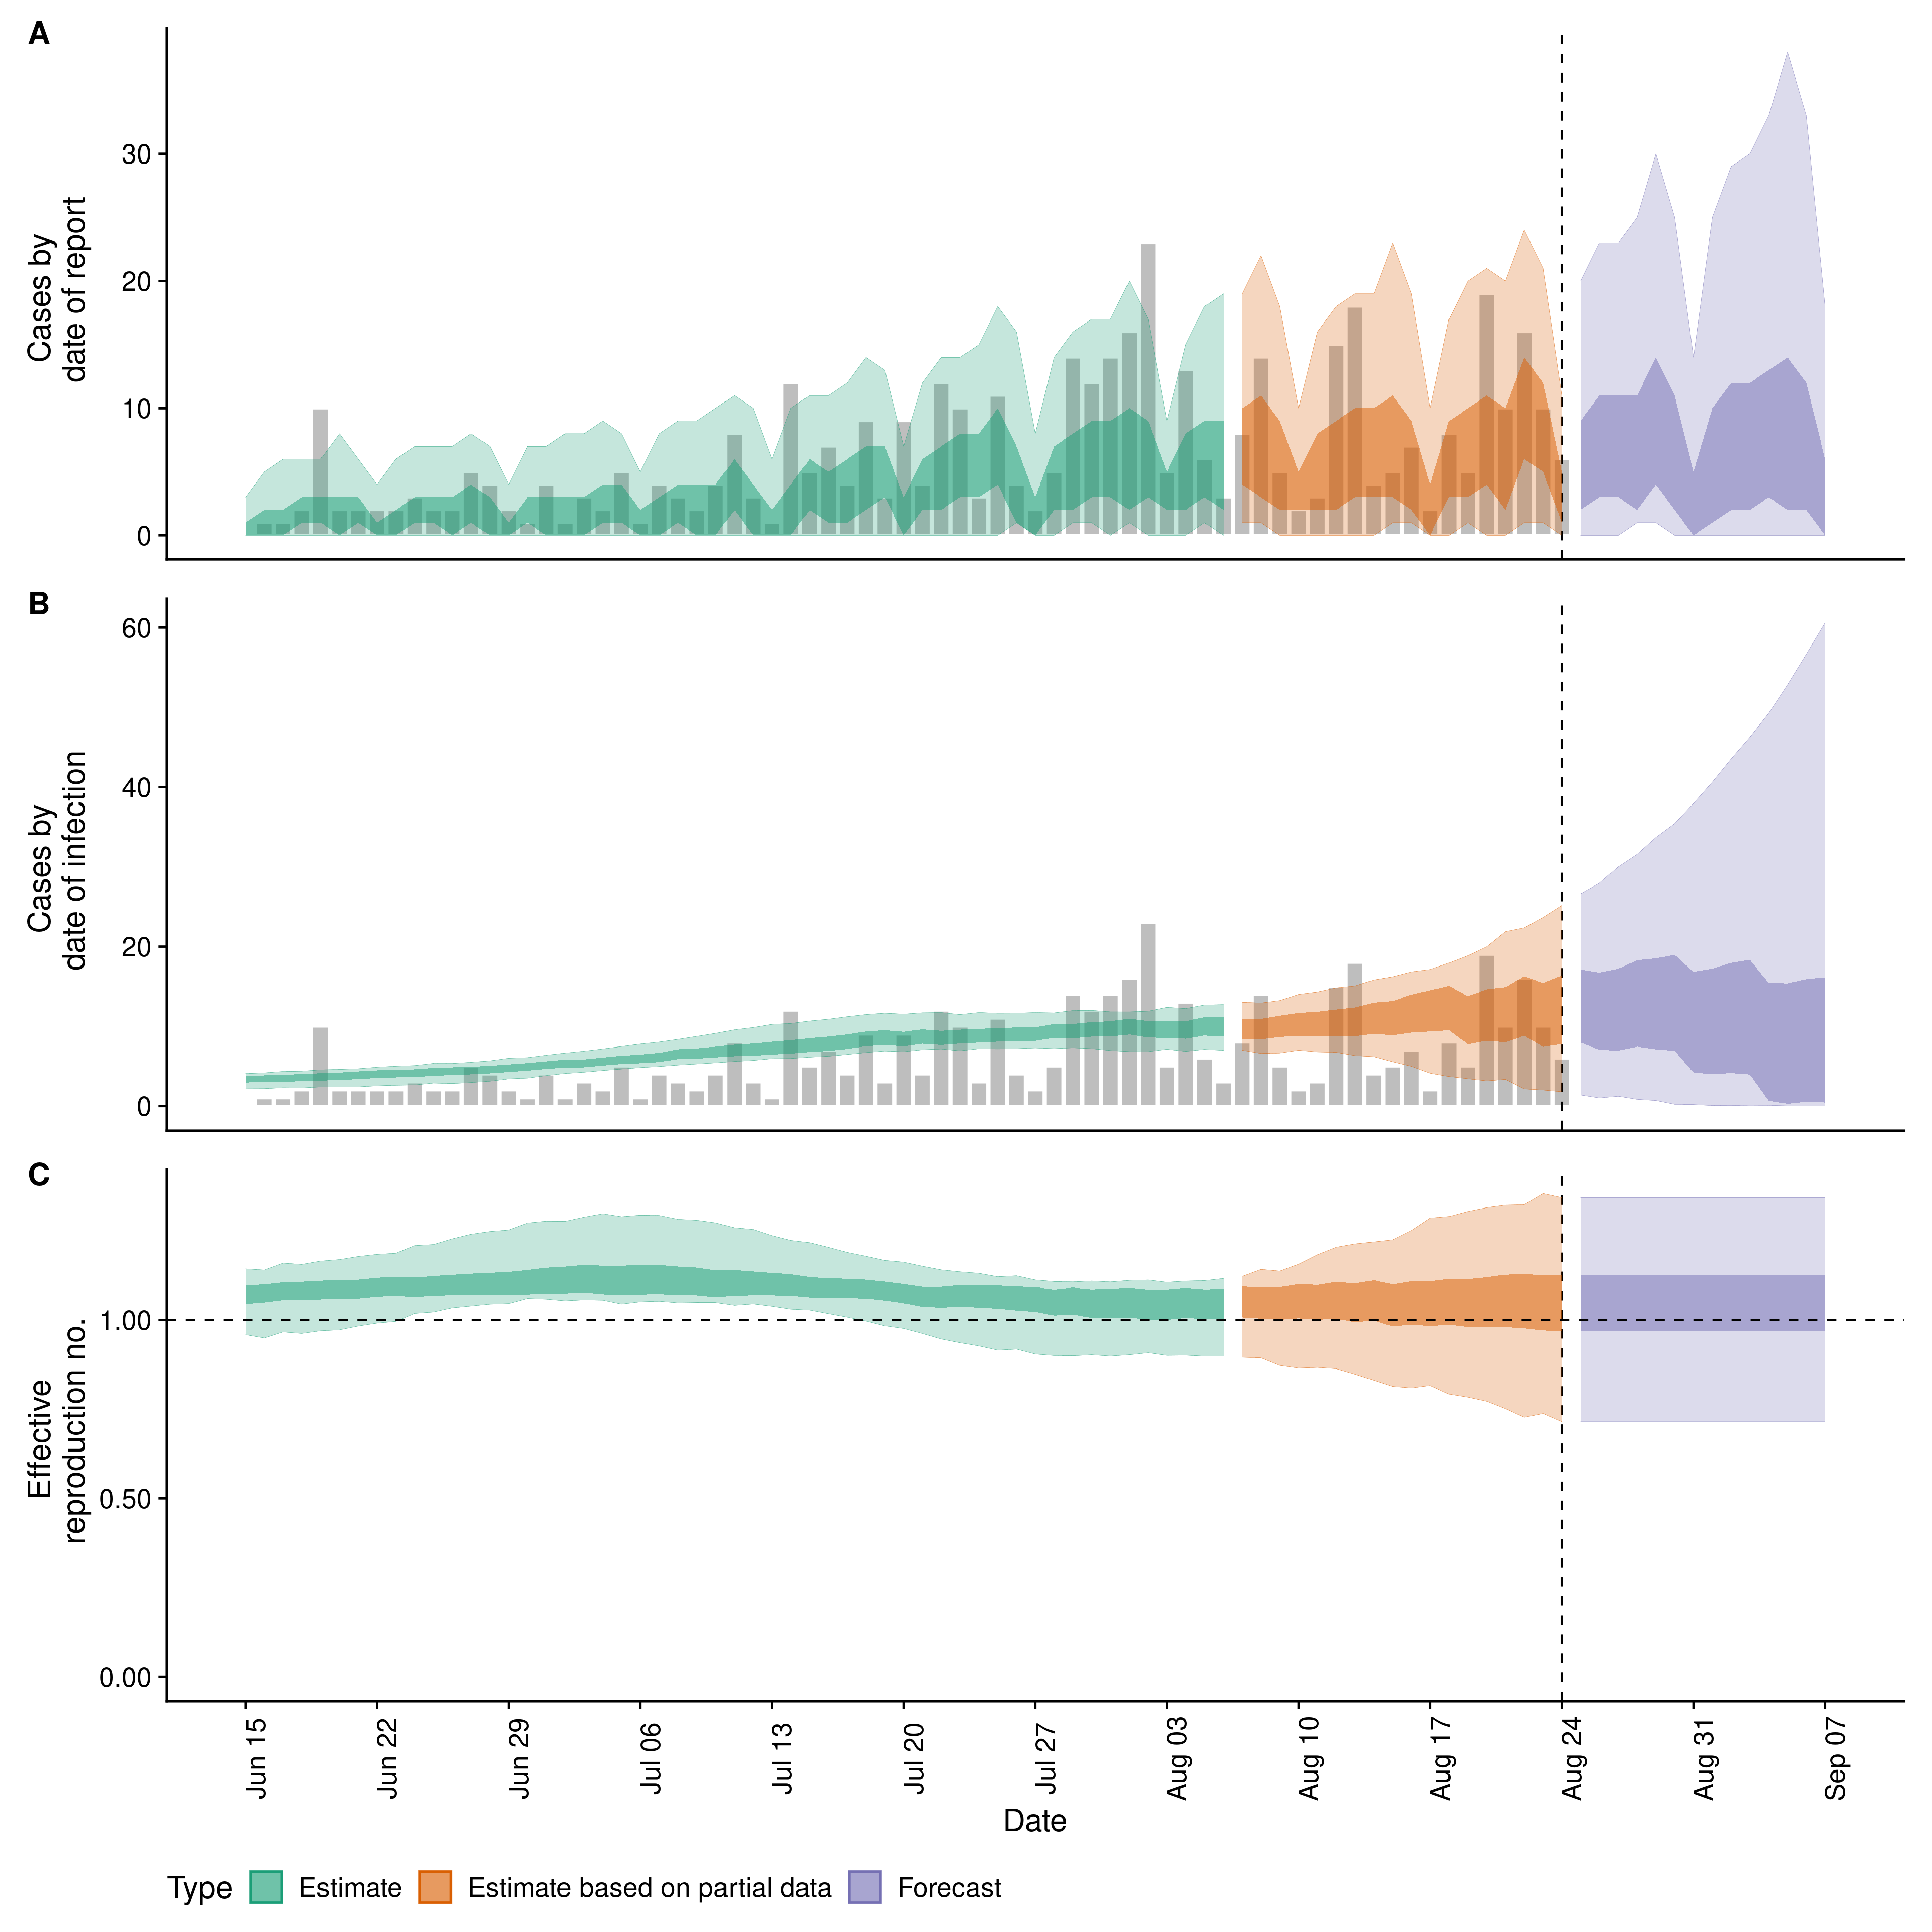 A
Cases by
date of report
30
20
10
0
B
Cases by
date of infection
60
40
20
0
C
Effective
reproduction no.
1.00
0.50
0.00
Jun 15
Jun 22
Jun 29
Jul 06
Jul 13
Jul 20
Jul 27
Aug 03
Aug 10
Aug 17
Aug 24
Aug 31
Sep 07
Date
Type
Estimate
Estimate based on partial data
Forecast